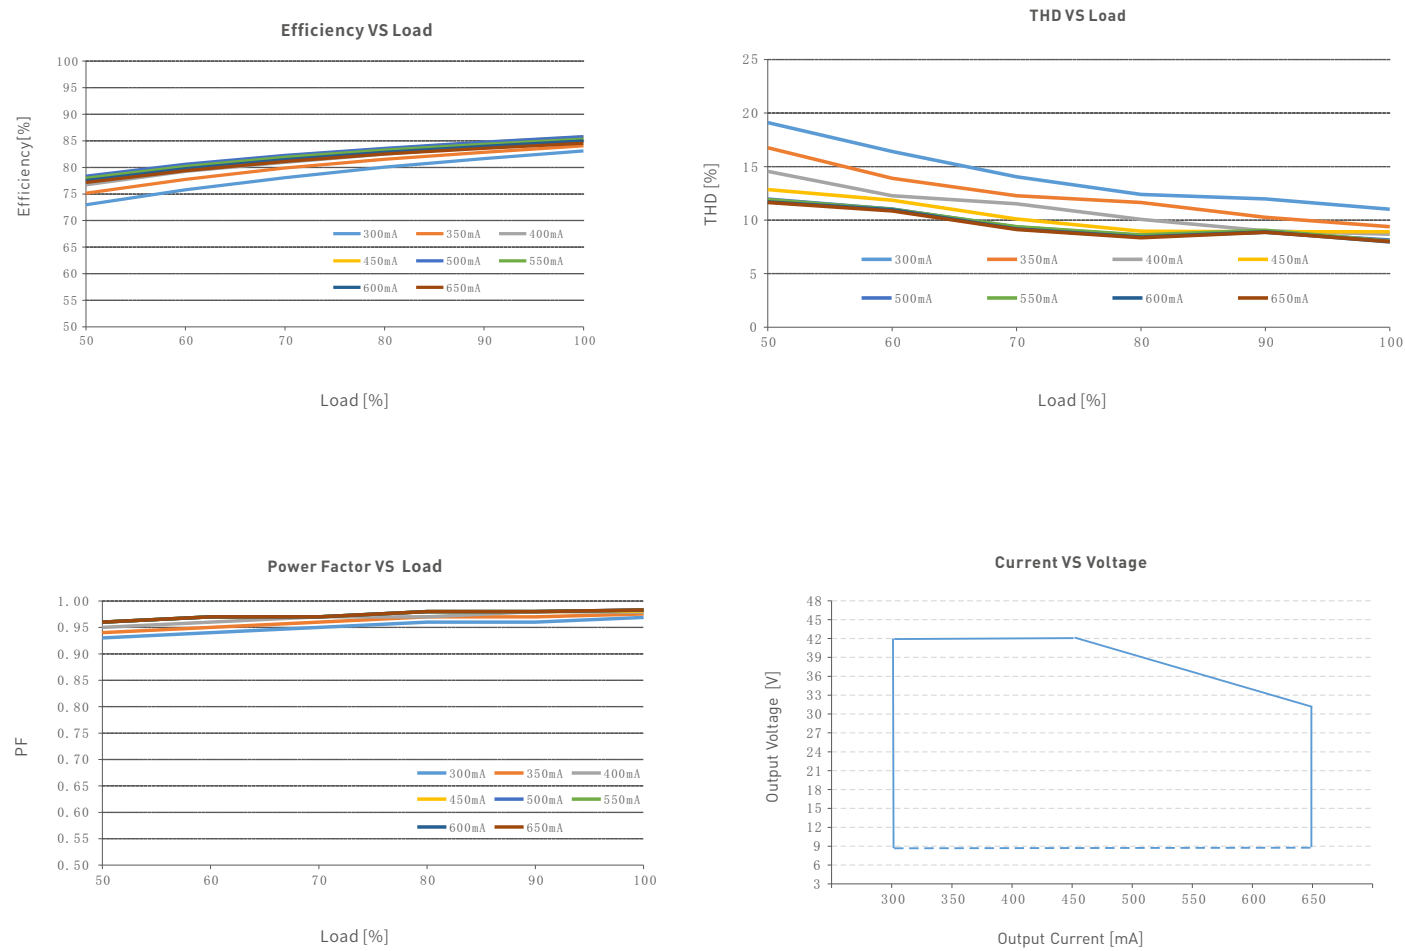 Efficiency VS Load
Efficiency[%]
100
95
90
85
80
75
70
65
60
55
50
300mA 350mA 400mA
450mA 500mA 550mA
600mA 650mA
50 60 70 80 90 100
Load [%]
THD VS Load
THD [%]
25
20
15
10
5
0
300mA 350mA 400mA 450mA
500mA 550mA 600mA 650mA
50 60 70 80 90 100
Load [%]
Power Factor VS Load
PF
1.00
0.95
0.90
0.85
0.80
0.75
0.70
0.65
0.60
0.55
0.50
300mA 350mA 400mA
450mA 500mA 550mA
600mA 650mA
50 60 70 80 90 100
Load [%]
Current VS Voltage
Output Voltage [V]
48
45
42
39
36
33
30
27
24
21
18
15
12
9
6
3
300 350 400 450 500 550 600 650
Output Current [mA]